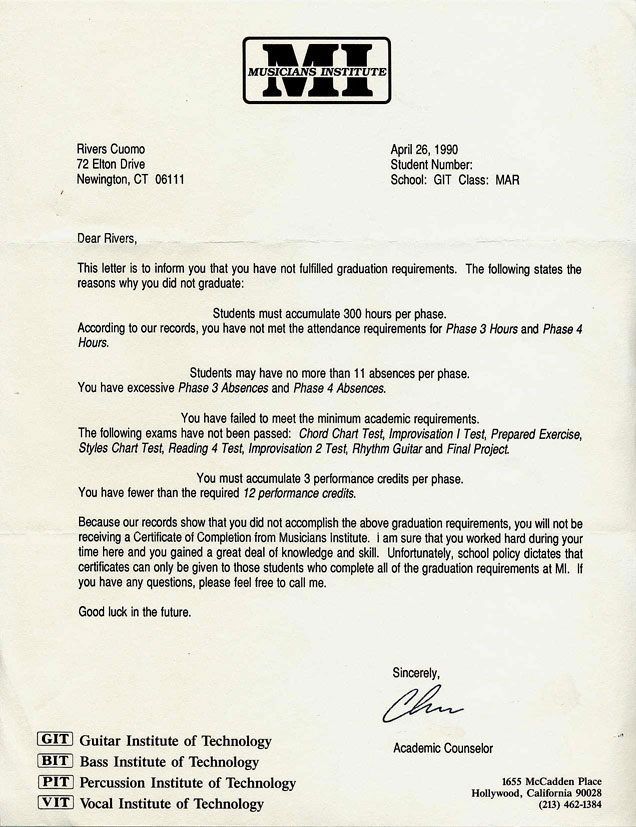 MI
MUSICIANS INSTITUTE
Rivers Cuomo
72 Elton Drive
Newington, CT 06111
April 26, 1990
Student Number:
School: GIT Class: MAR
Dear Rivers,
This letter is to inform you that you have not fulfilled graduation requirements. The following states the
reasons why you did not graduate:
Students must accumulate 300 hours per phase.
According to our records, you have not met the attendance requirements for Phase 3 Hours and Phase 4
Hours.
Students may have no more than 11 absences per phase.
You have excessive Phase 3 Absences and Phase 4 Absences.
You have failed to meet the minimum academic requirements.
The following exams have not been passed: Chord Chart Test, Improvisation I Test, Prepared Exercise,
Styles Chart Test, Reading 4 Test, Improvisation 2 Test, Rhythm Guitar and Final Project.
You must accumulate 3 performance credits per phase.
You have fewer than the required 12 performance credits.
Because our records show that you did not accomplish the above graduation requirements, you will not be
receiving a Certificate of Completion from Musicians Institute. I am sure that you worked hard during your
time here and you gained a great deal of knowledge and skill. Unfortunately, school policy dictates that
certificates can only be given to those students who complete all of the graduation requirements at MI. If
you have any questions, please feel free to call me.
Good luck in the future.
Sincerely,
Academic Counselor
GIT Guitar Institute of Technology
BIT Bass Institute of Technology
PIT Percussion Institute of Technology
VIT Vocal Institute of Technology
1655 McCadden Place
Hollywood, California 90028
(213) 462-1384